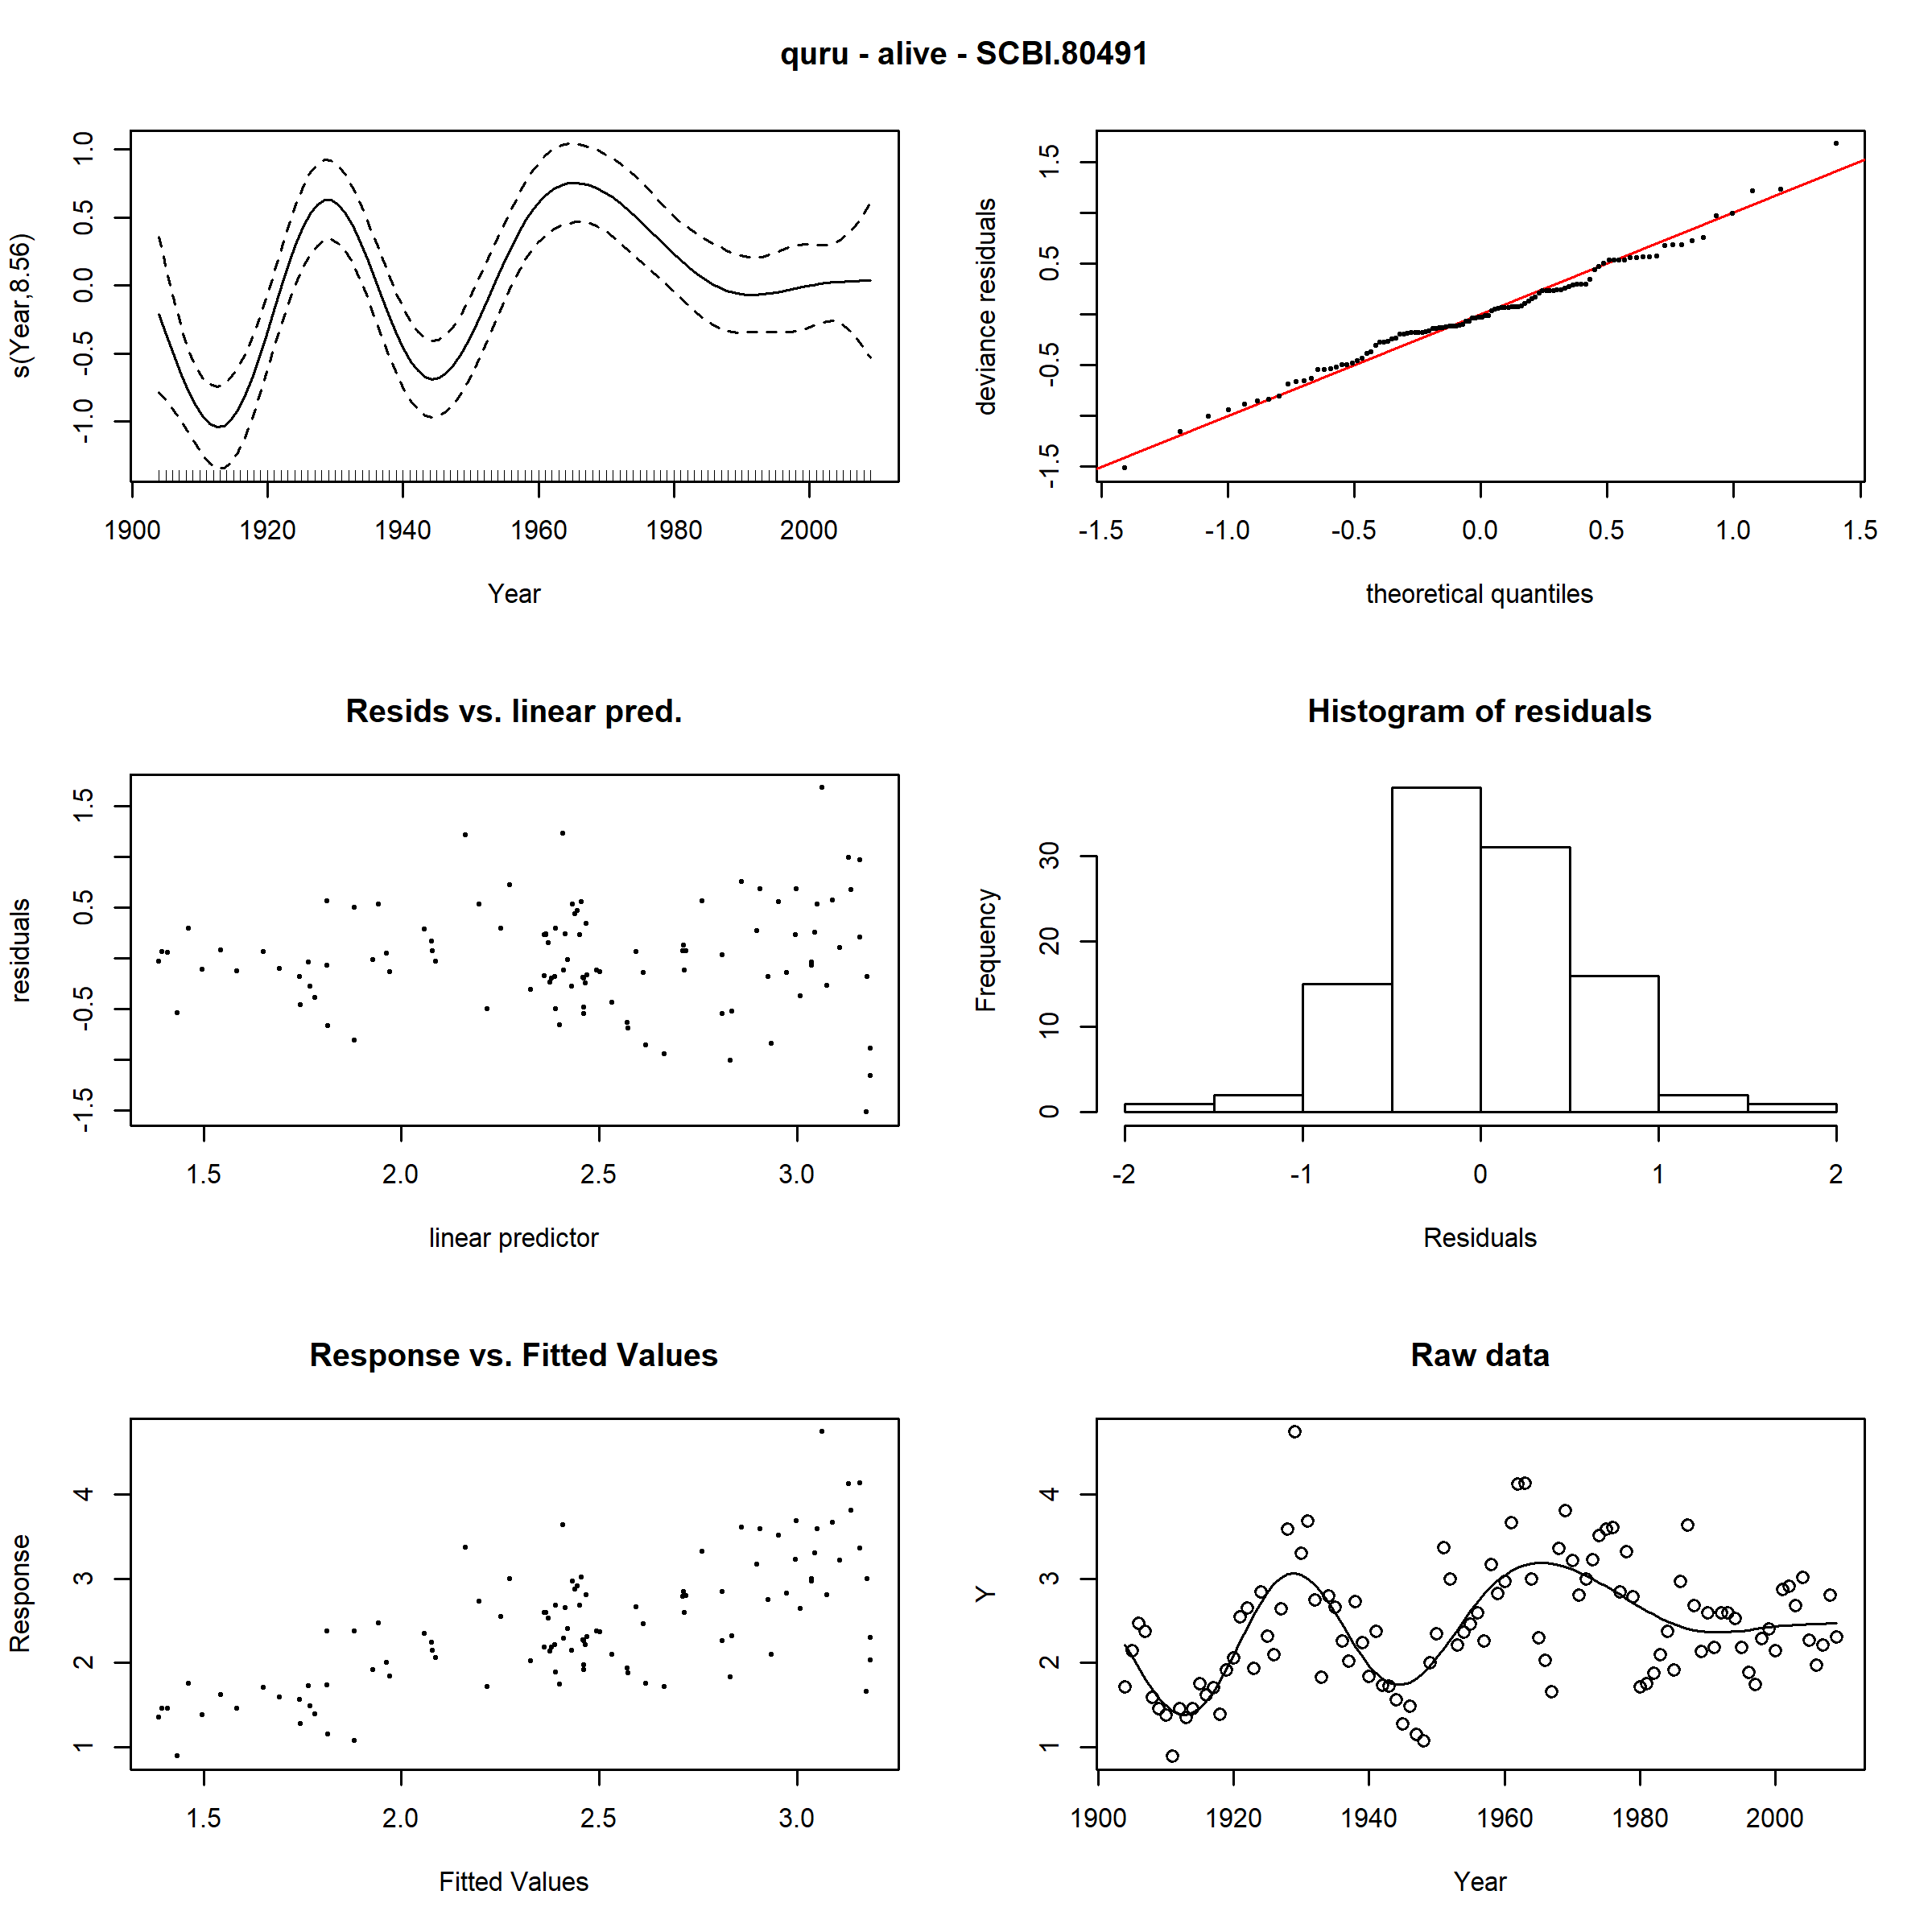 quru - alive - SCBI.80491
s(Year,8.56)
1.0
0.5
0.0
-0.5
-1.0
1900 1920 1940 1960 1980 2000
Year
deviance residuals
1.5
0.5
-0.5
-1.5
-1.5 -1.0 -0.5 0.0 0.5 1.0 1.5
theoretical quantiles
Resids vs. linear pred.
residuals
1.5
0.5
-0.5
-1.5
1.5 2.0 2.5 3.0
linear predictor
Histogram of residuals
Frequency
30
20
10
0
-2 -1 0 1 2
Residuals
Response vs. Fitted Values
Response
4
3
2
1
1.5 2.0 2.5 3.0
Fitted Values
Raw data
Y
4
3
2
1
1900 1920 1940 1960 1980 2000
Year